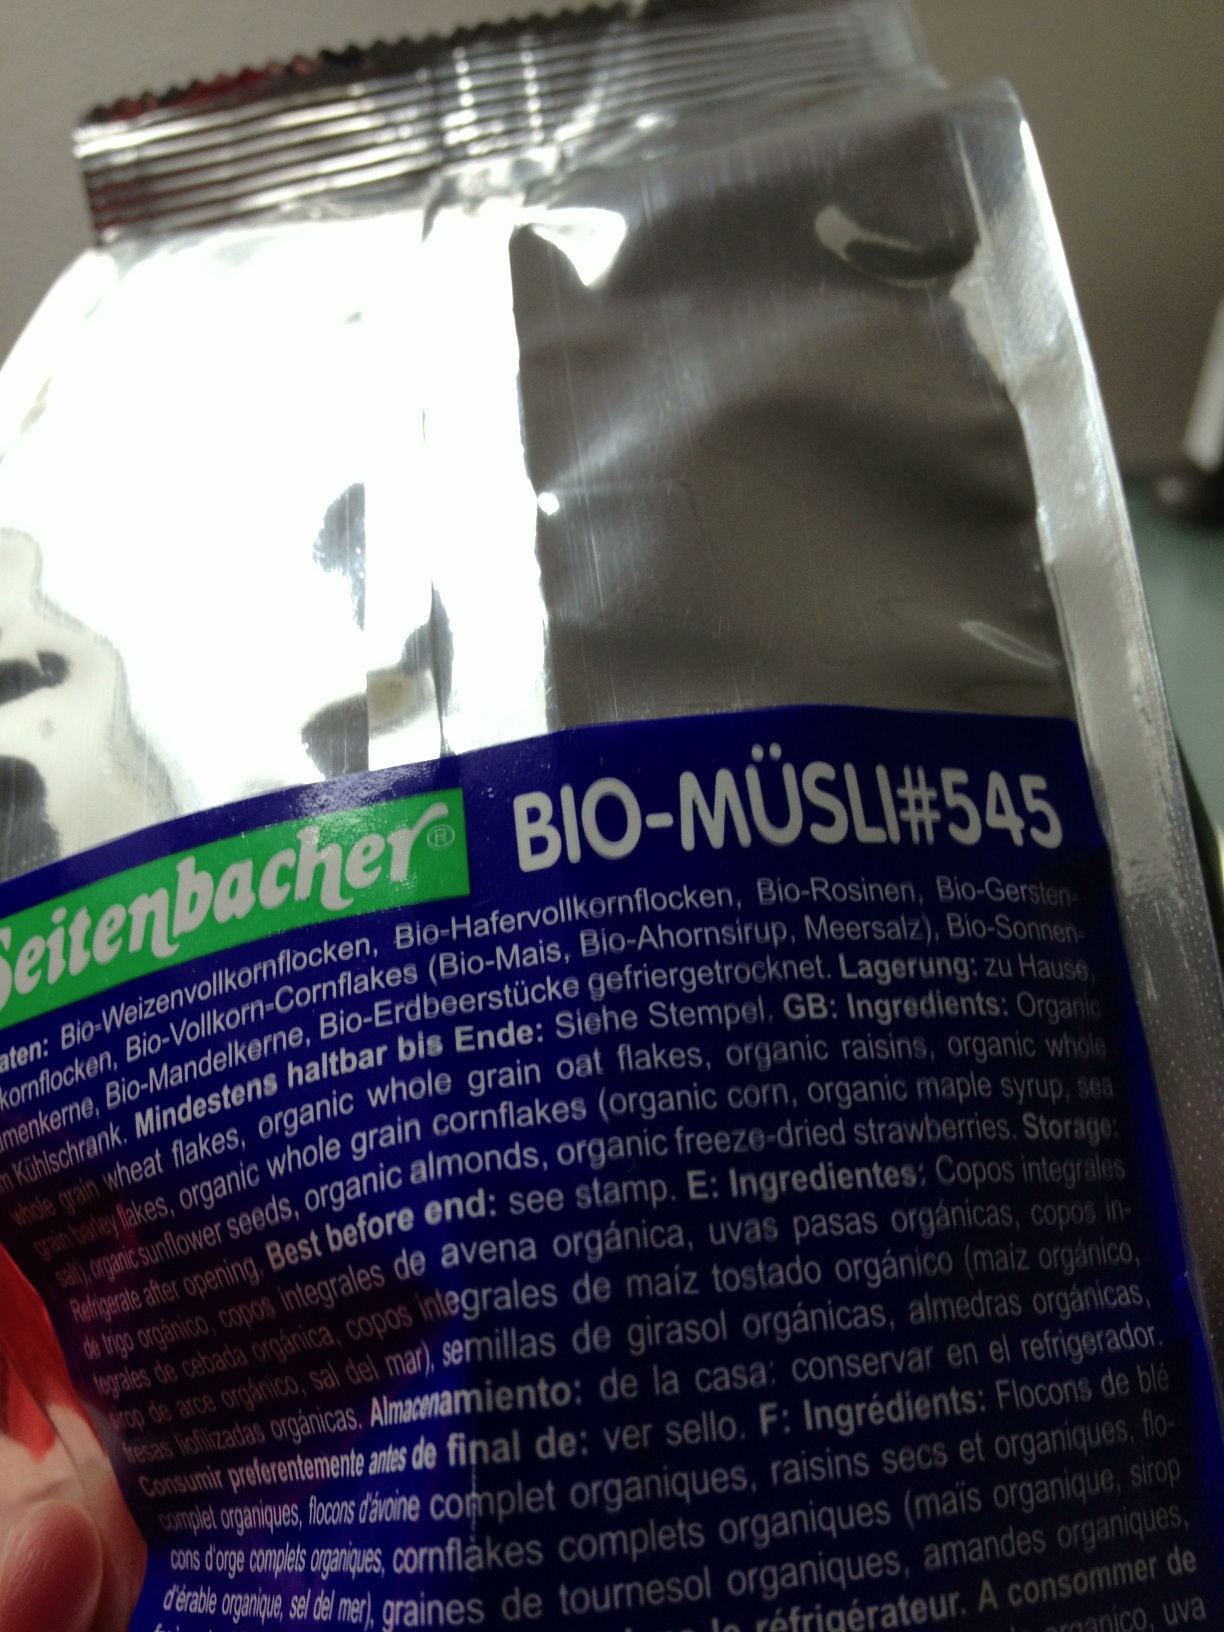 Seitenbacher®
BIO-MÜSLI#545
aten: Bio-Weizenvollkornflocken, Bio-Hafervollkornflocken, Bio-Rosinen, Bio-Gersten-
kornflocken, Bio-Vollkorn-Cornflakes (Bio-Mais, Bio-Ahornsirup, Meersalz), Bio-Sonnen-
menkerne, Bio-Mandelkerne, Bio-Erdbeerstücke gefriergetrocknet. Lagerung: zu Hause,
m Kühlschrank. Mindestens haltbar bis Ende: Siehe Stempel. GB: Ingredients: Organic
whole grain wheat flakes, organic whole grain oat flakes, organic raisins, organic whole
grain barley flakes, organic whole grain cornflakes (organic corn, organic maple syrup, sea
salt), organic sunflower seeds, organic almonds, organic freeze-dried strawberries. Storage:
Refrigerate after opening. Best before end: see stamp. E: Ingredientes: Copos integrales
de trigo orgánico, copos integrales de avena orgánica, uvas pasas orgánicas, copos in-
tegrales de cebada orgánica, copos integrales de maíz tostado orgánico (maiz orgánico,
sirop de arce orgánico, sal del mar), semillas de girasol orgánicas, almedras orgánicas,
fresas liofilizadas orgánicas. Almacenamiento: de la casa: conservar en el refrigerador.
Consumir preferentemente antes de final de: ver sello. F: Ingrédients: Flocons de blé
complet organiques, flocons d'ávoine complet organiques, raisins secs et organiques, flo-
cons d'orge complets organiques, cornflakes complets organiques (maïs organique, sirop
d'érable organique, sel del mer), graines de tournesol organiques, amandes organiques,
le réfrigérateur. A consommer de
organico, uva